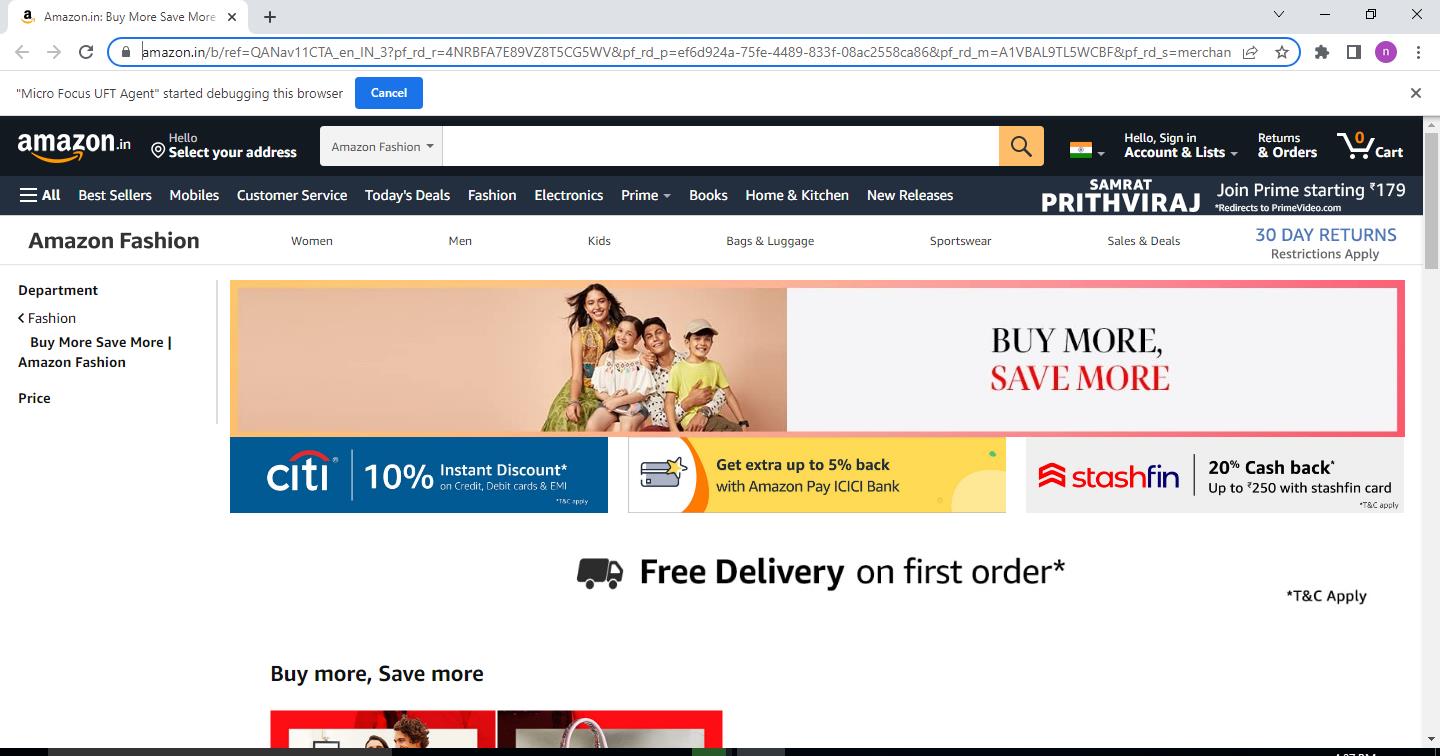 Amazon.in: Buy More Save More
amazon.in/b/ref=QANav11CTA_en_IN_3?pf_rd_r=4NRBFA7E89VZ8T5CG5WV&pf_rd_p=ef6d924a-75fe-4489-833f-08ac2558ca86&pf_rd_m=A1VBAL9TL5WCBF&pf_rd_s=merchan
n
"Micro Focus UFT Agent" started debugging this browser Cancel
amazon.in
Hello
Select your address
Amazon Fashion
Hello, Sign in
Account & Lists
Returns
& Orders
0
Cart
All Best Sellers Mobiles Customer Service Today's Deals Fashion Electronics Prime Books Home & Kitchen New Releases
SAMRAT
PRITHVIRAJ
Join Prime starting ₹179
*Redirects to PrimeVideo.com
Amazon Fashion Women Men Kids Bags & Luggage Sportswear Sales & Deals
30 DAY RETURNS
Restrictions Apply
Department
Fashion
Buy More Save More |
Amazon Fashion
Price
BUY MORE,
SAVE MORE
citi®
10% Instant Discount*
on Credit, Debit cards & EMI
*T&C apply
Get extra up to 5% back
with Amazon Pay ICICI Bank
stashfin
20% Cash back*
Up to ₹250 with stashfin card
*T&C apply
Free Delivery on first order*
*T&C Apply
Buy more, Save more